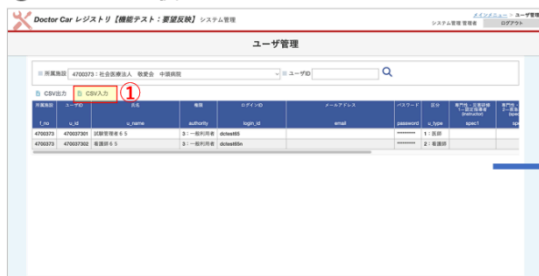 Doctor Car レジストリ【機能テスト：要望反映】 システム管理
メインメニュー > ユーザ管理
システム管理 管理者 ログアウト
ユーザ管理
所属施設 4700373：社会医療法人 敬愛会 中頭病院 ユーザID
CSV出力 CSV入力 ①
所属施設 ユーザID 氏名 権限 ログインID メールアドレス パスワード 区分
f_no u_id u_name authority login_id email password u_type spec1
4700373 470037301 試験管理者65 3：一般利用者 dctest65 ******** 1：医師
4700373 470037302 看護師65 3：一般利用者 dctest65n ******** 2：看護師